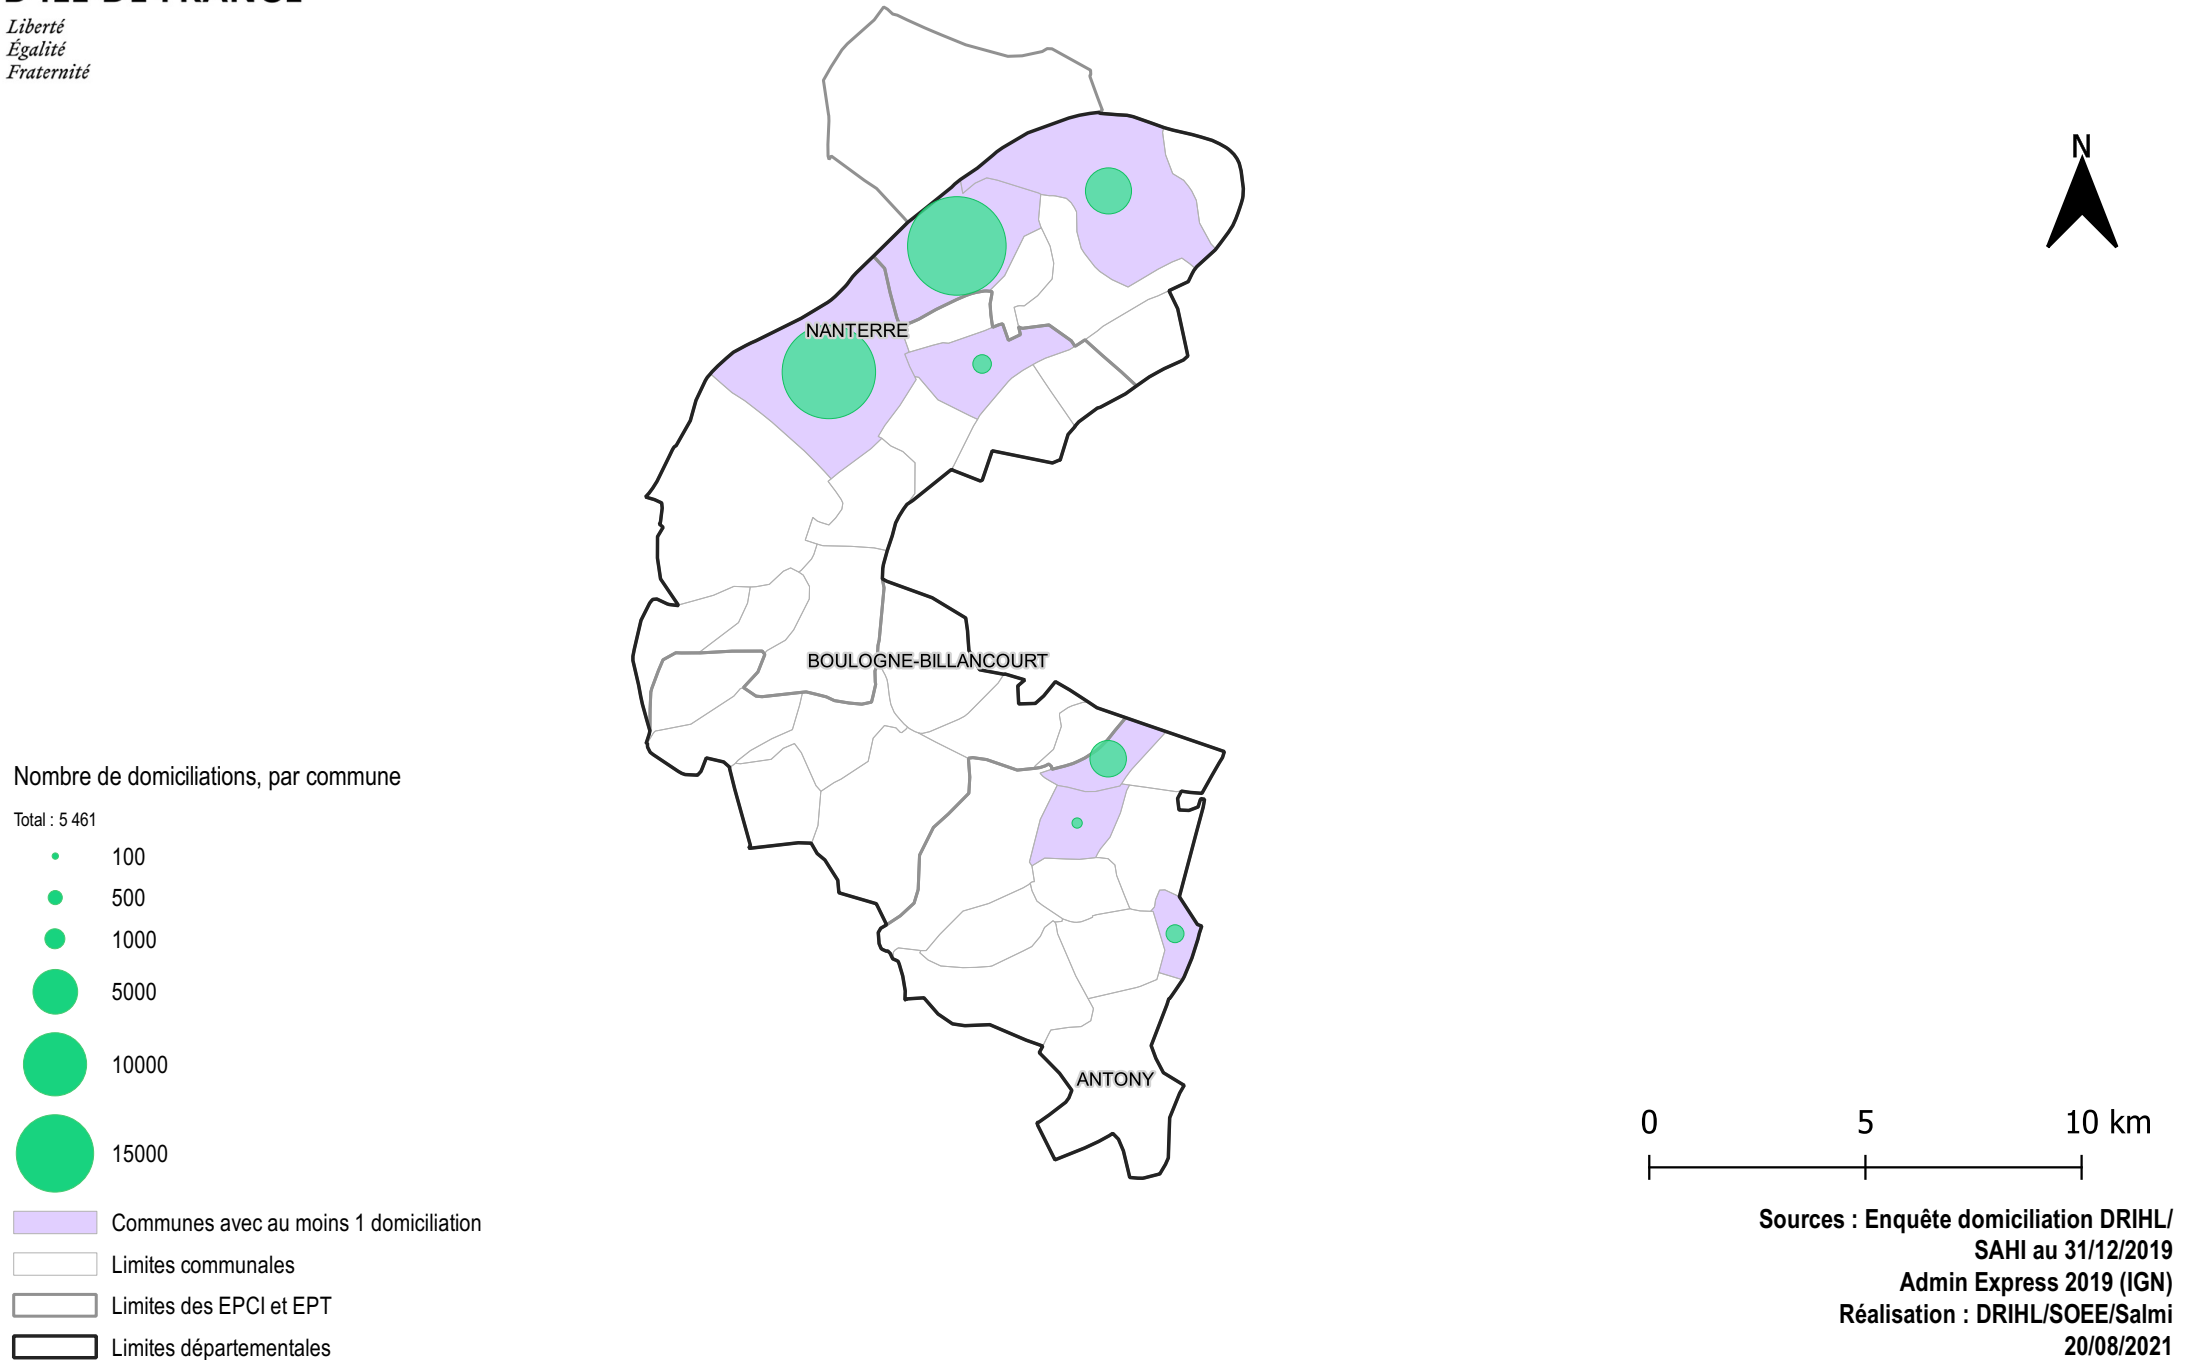 Liberté
Égalité
Fraternité
N
NANTERRE
BOULOGNE-BILLANCOURT
ANTONY
Nombre de domiciliations, par commune
Total : 5 461
100
500
1000
5000
10000
15000
Communes avec au moins 1 domiciliation
Limites communales
Limites des EPCI et EPT
Limites départementales
0 5 10 km
Sources : Enquête domiciliation DRIHL/
SAHI au 31/12/2019
Admin Express 2019 (IGN)
Réalisation : DRIHL/SOEE/Salmi
20/08/2021